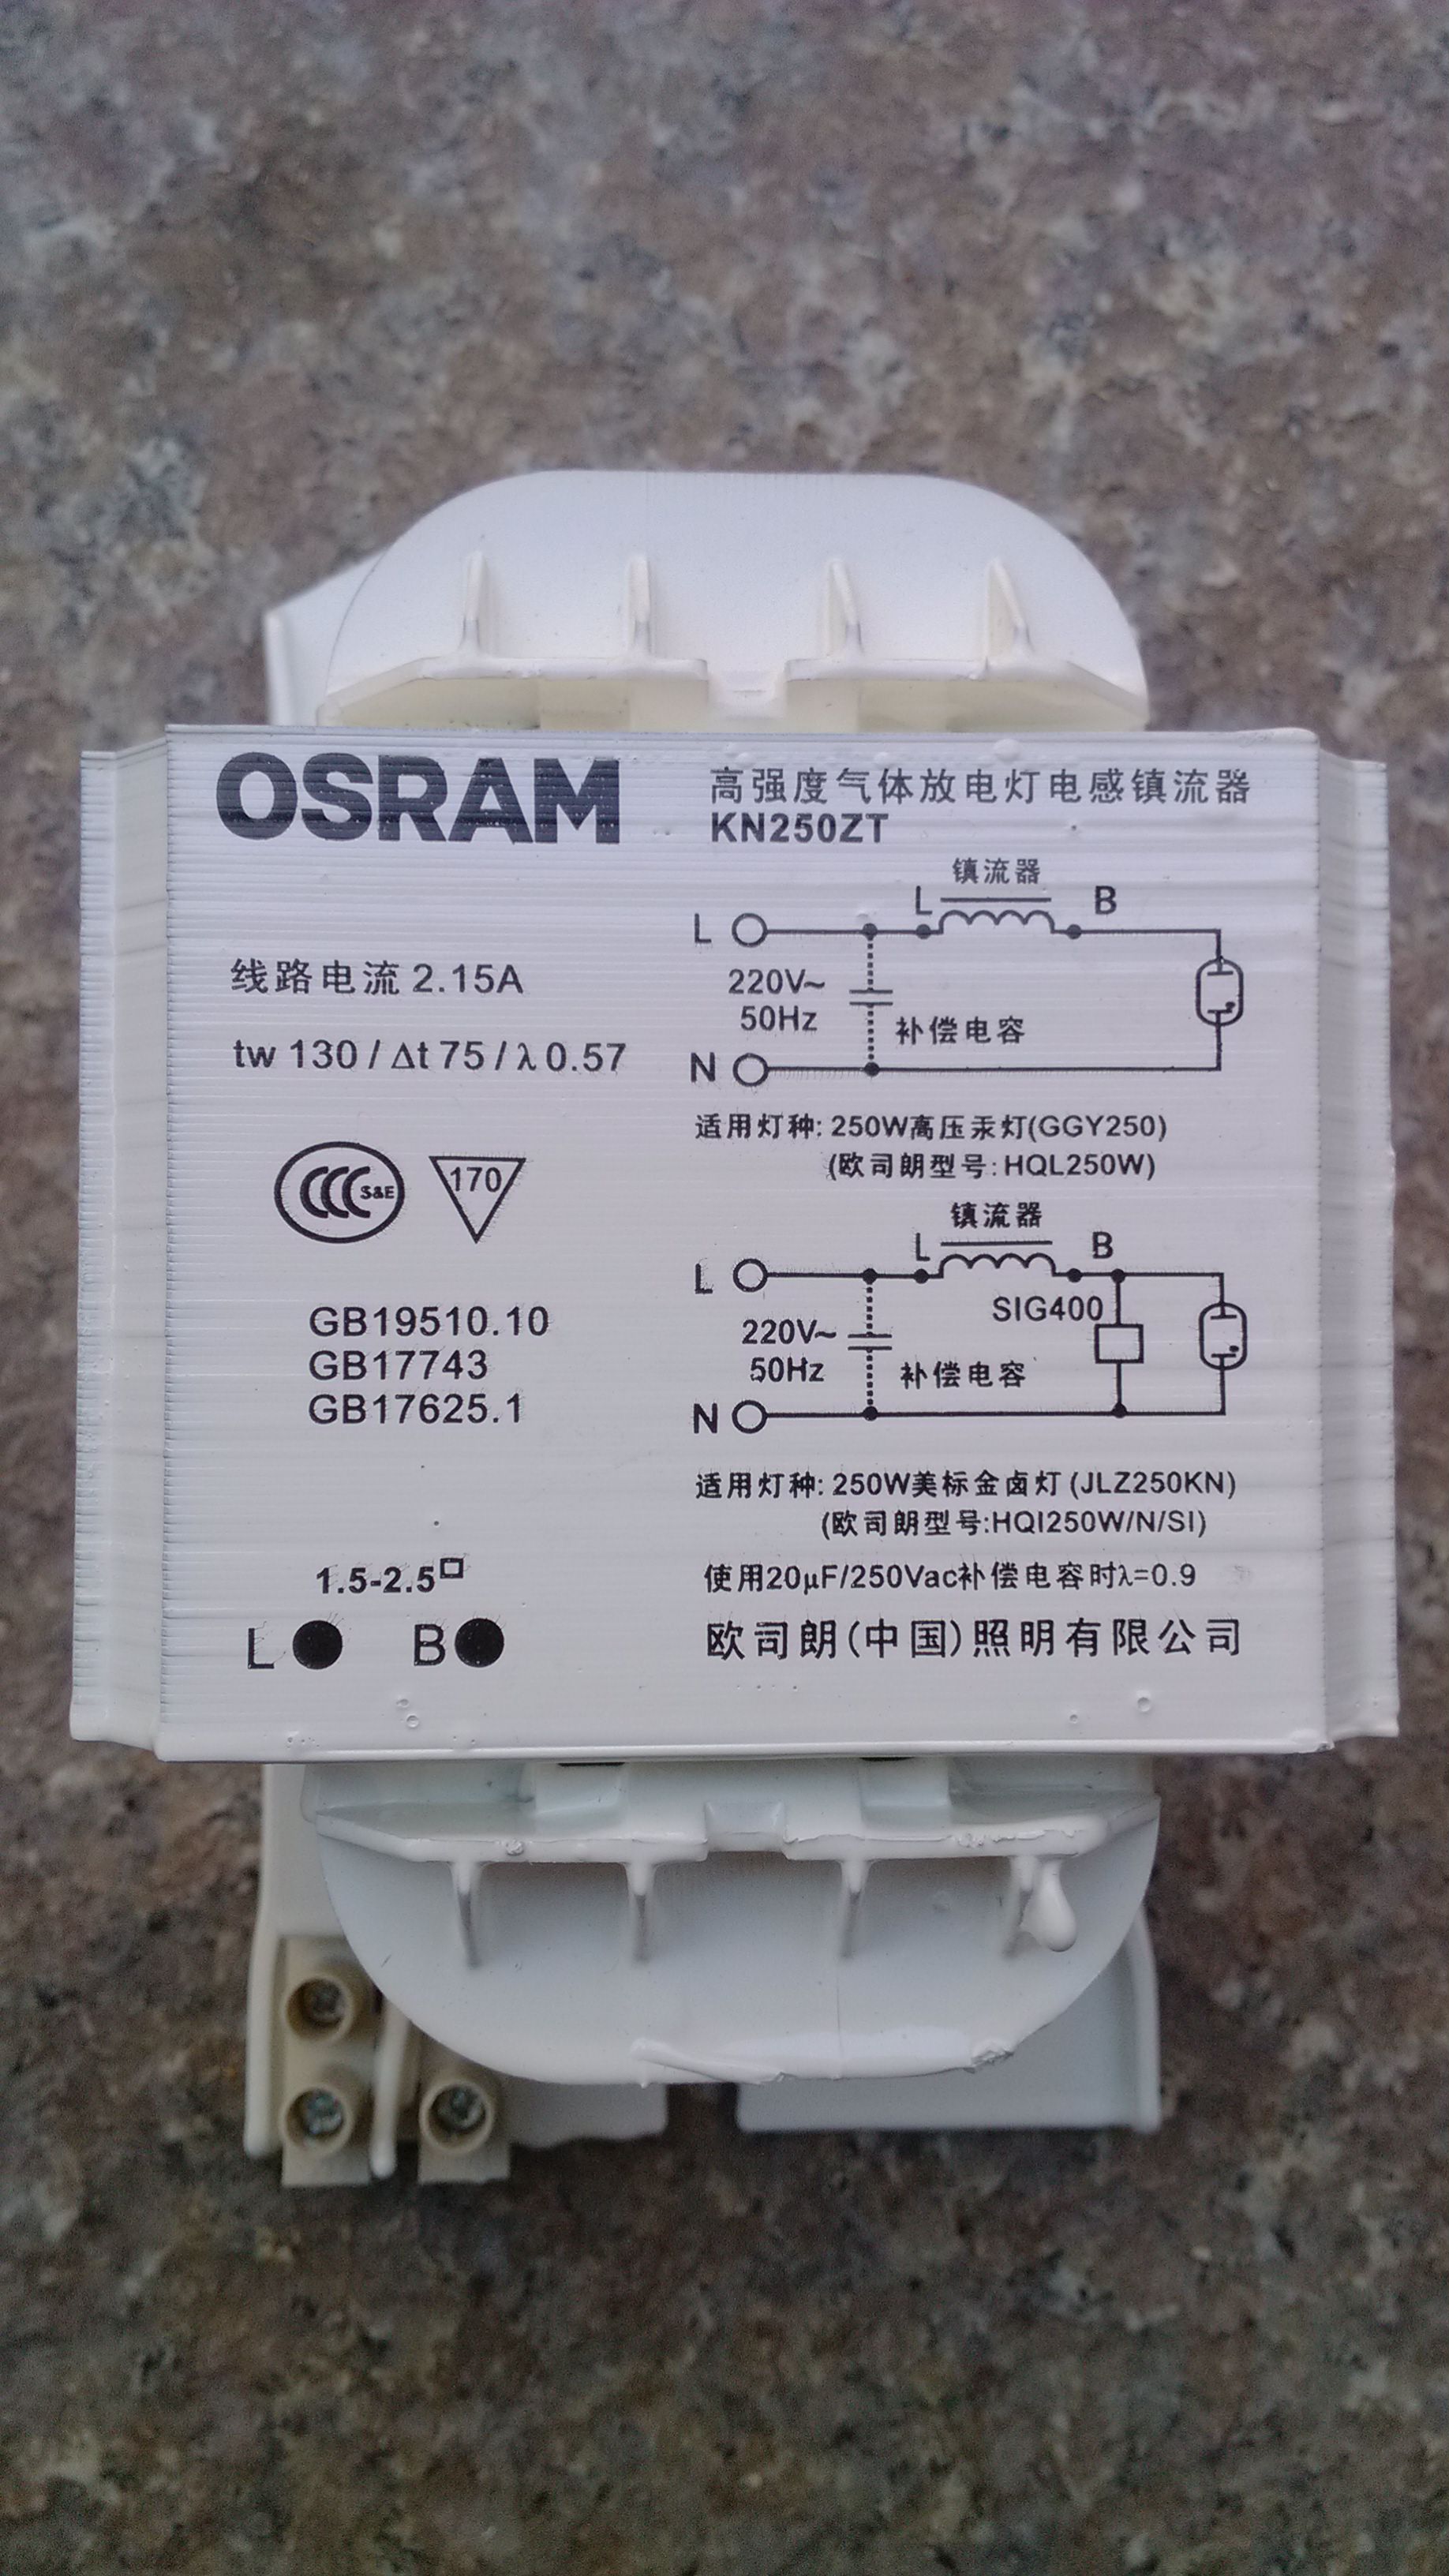 OSRAM
线路电流 2.15A
tw 130 / Δt 75 / λ 0.57
CCC S&E
170
GB19510.10
GB17743
GB17625.1
1.5-2.5□
L B
高强度气体放电灯电感镇流器
KN250ZT
镇流器
L B
L
220V~
50Hz
补偿电容
N
适用灯种: 250W高压汞灯(GGY250)
(欧司朗型号: HQL250W)
镇流器
L B
L
SIG400
220V~
50Hz
补偿电容
N
适用灯种: 250W美标金卤灯 (JLZ250KN)
(欧司朗型号:HQI250W/N/SI)
使用20μF/250Vac补偿电容时λ=0.9
欧司朗(中国)照明有限公司